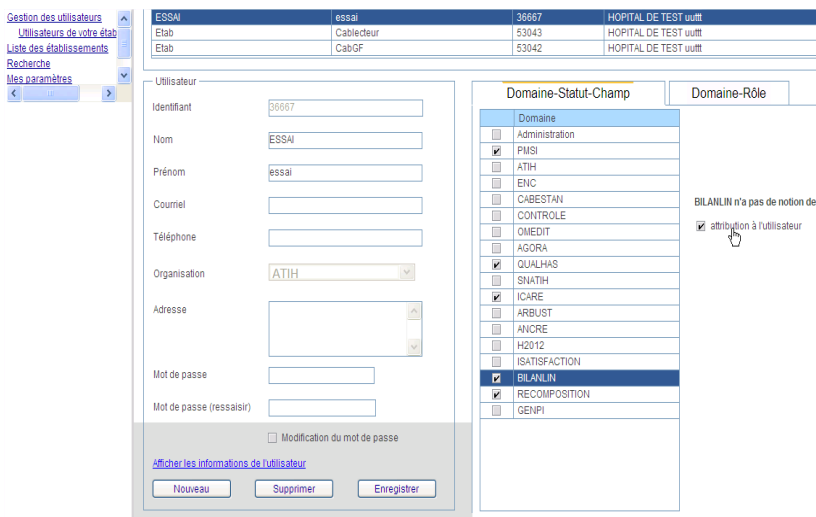 Gestion des utilisateurs
Utilisateurs de votre étab
Liste des établissements
Recherche
Mes paramètres
ESSAI essai 36667 HOPITAL DE TEST uuttt
Etab Cablecteur 53043 HOPITAL DE TEST uuttt
Etab CabGF 53042 HOPITAL DE TEST uuttt
Utilisateur
Identifiant 36667
Nom ESSAI
Prénom essai
Courriel
Téléphone
Organisation ATIH
Adresse
Mot de passe
Mot de passe (ressaisir)
Modification du mot de passe
Afficher les informations de l'utilisateur
Nouveau Supprimer Enregistrer
Domaine-Statut-Champ Domaine-Rôle
Domaine
Administration
PMSI
ATIH
ENC
CABESTAN
CONTROLE
OMEDIT
AGORA
QUALHAS
SNATIH
ICARE
ARBUST
ANCRE
H2012
ISATISFACTION
BILANLIN
RECOMPOSITION
GENPI
BILANLIN n'a pas de notion de
attribution à l'utilisateur